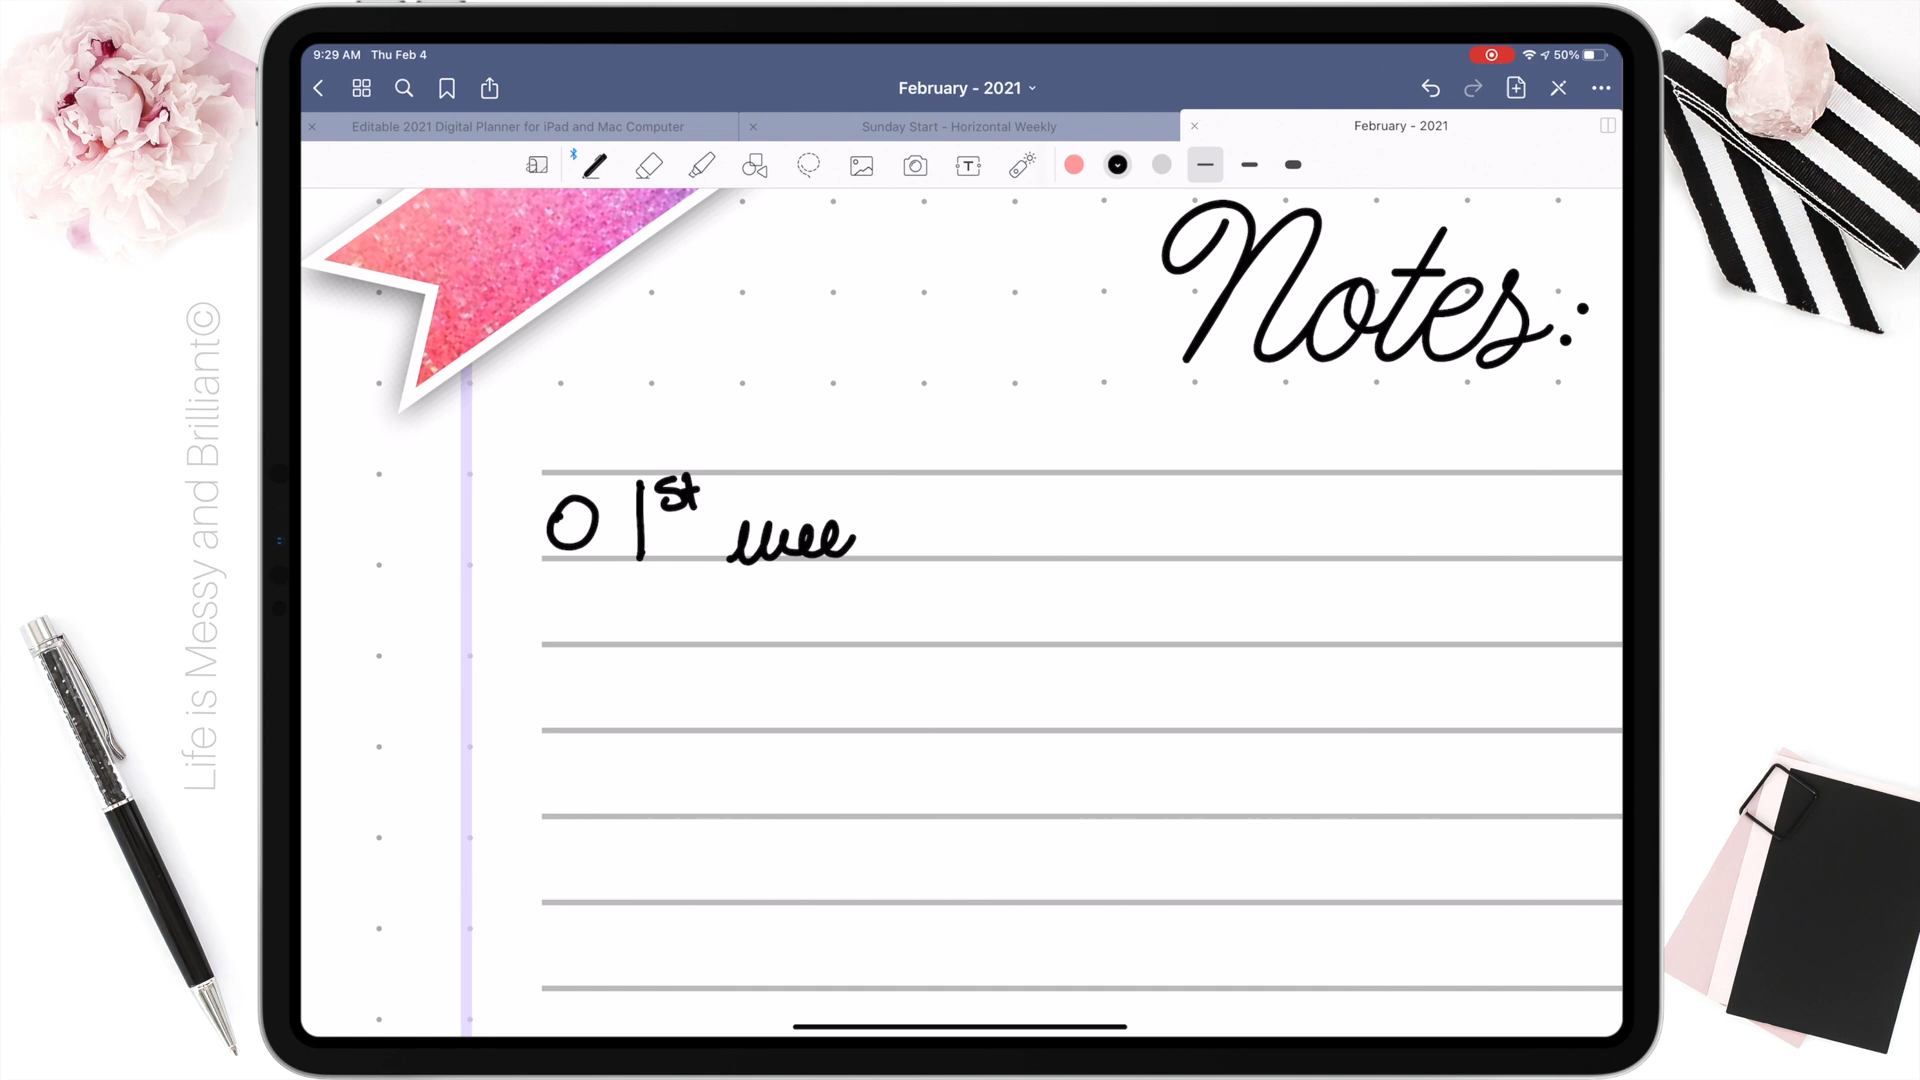 9:29 AM Thu Feb 4
50%
February - 2021
Editable 2021 Digital Planner for iPad and Mac Computer
Sunday Start - Horizontal Weekly
February - 2021
T
Notes:
O 1st wee
Life is Messy and Brilliant©